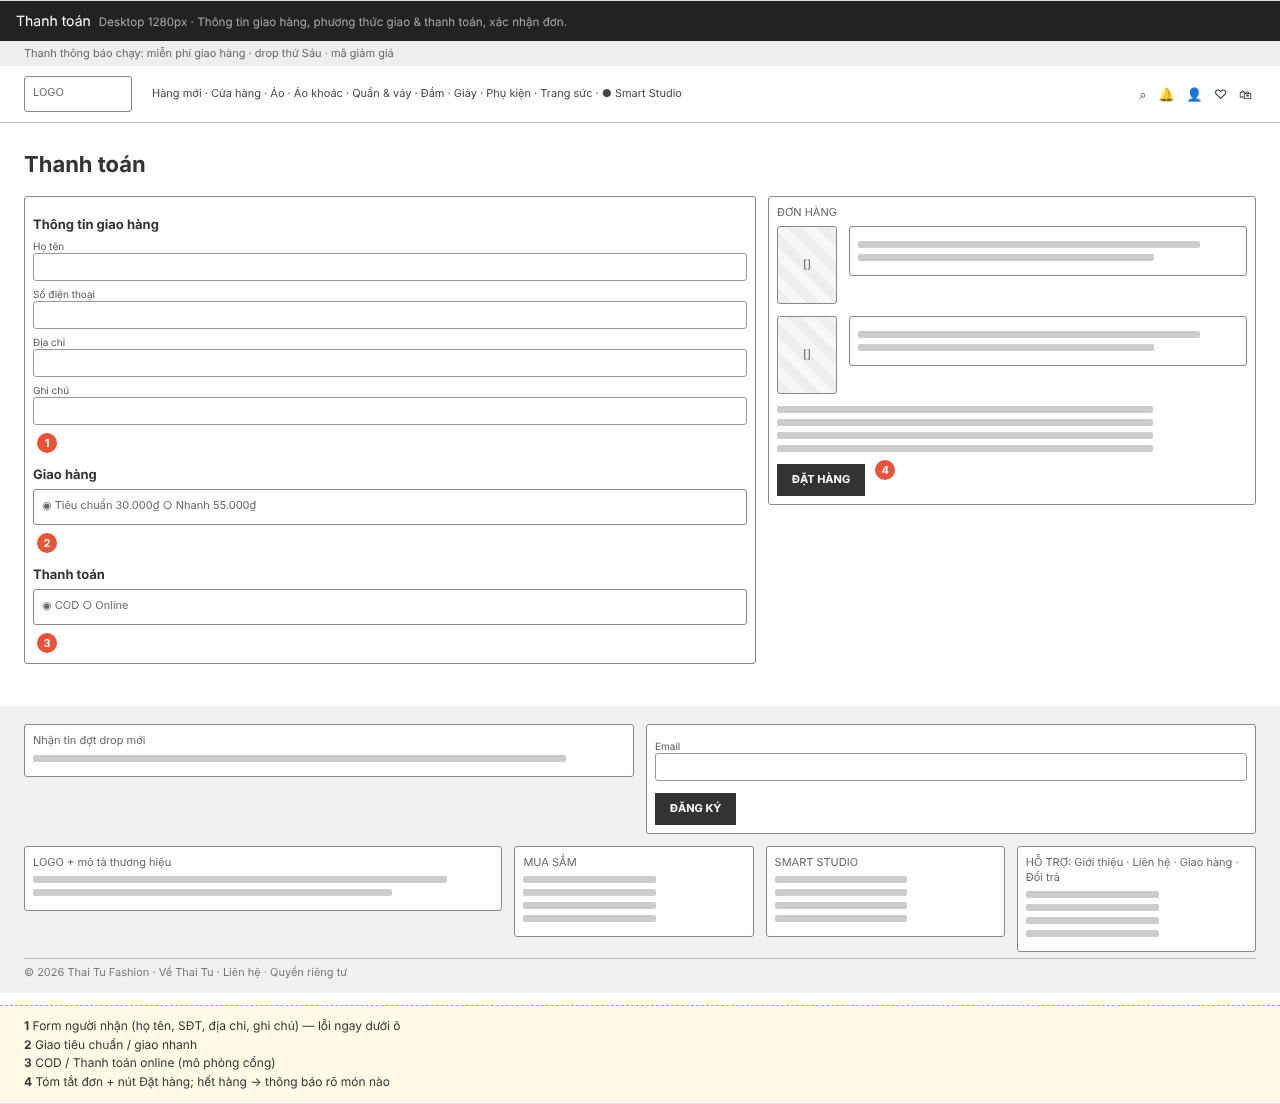 Thanh toán Desktop 1280px · Thông tin giao hàng, phương thức giao & thanh toán, xác nhận đơn.
Thanh thông báo chạy: miễn phí giao hàng · drop thứ Sáu · mã giảm giá
LOGO
Hàng mới · Cửa hàng · Áo · Áo khoác · Quần & váy · Đầm · Giày · Phụ kiện · Trang sức · ● Smart Studio
Thanh toán
Thông tin giao hàng
Họ tên
Số điện thoại
Địa chỉ
Ghi chú
1
Giao hàng
◉ Tiêu chuẩn 30.000₫ ○ Nhanh 55.000₫
2
Thanh toán
◉ COD ○ Online
3
ĐƠN HÀNG
[]
[]
ĐẶT HÀNG
4
Nhận tin đợt drop mới
Email
ĐĂNG KÝ
LOGO + mô tả thương hiệu
MUA SẮM
SMART STUDIO
HỖ TRỢ: Giới thiệu · Liên hệ · Giao hàng ·
Đổi trả
© 2026 Thai Tu Fashion · Về Thai Tu · Liên hệ · Quyền riêng tư
1 Form người nhận (họ tên, SĐT, địa chỉ, ghi chú) — lỗi ngay dưới ô
2 Giao tiêu chuẩn / giao nhanh
3 COD / Thanh toán online (mô phỏng cổng)
4 Tóm tắt đơn + nút Đặt hàng; hết hàng → thông báo rõ món nào